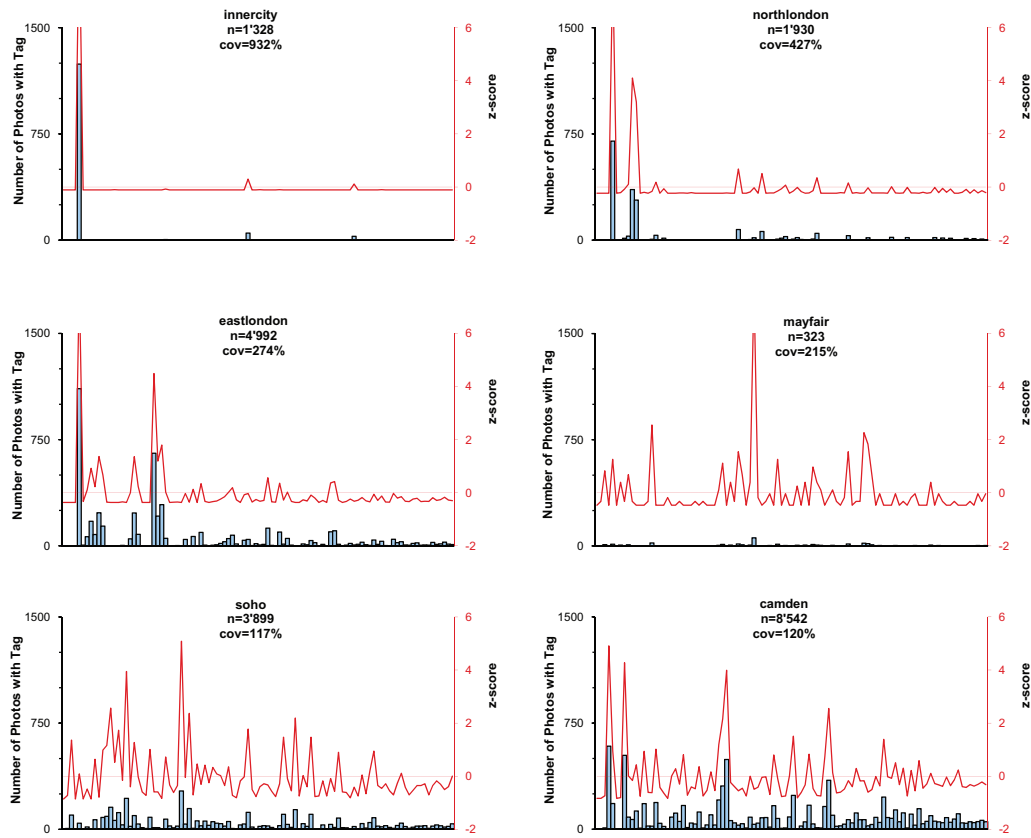 innercity
n=1'328
cov=932%
1500
750
0
Number of Photos with Tag
6
4
2
0
-2
z-score
northlondon
n=1'930
cov=427%
1500
750
0
Number of Photos with Tag
6
4
2
0
-2
z-score
eastlondon
n=4'992
cov=274%
1500
750
0
Number of Photos with Tag
6
4
2
0
-2
z-score
mayfair
n=323
cov=215%
1500
750
0
Number of Photos with Tag
6
4
2
0
-2
z-score
soho
n=3'899
cov=117%
1500
750
0
Number of Photos with Tag
6
4
2
0
-2
z-score
camden
n=8'542
cov=120%
1500
750
0
Number of Photos with Tag
6
4
2
0
-2
z-score